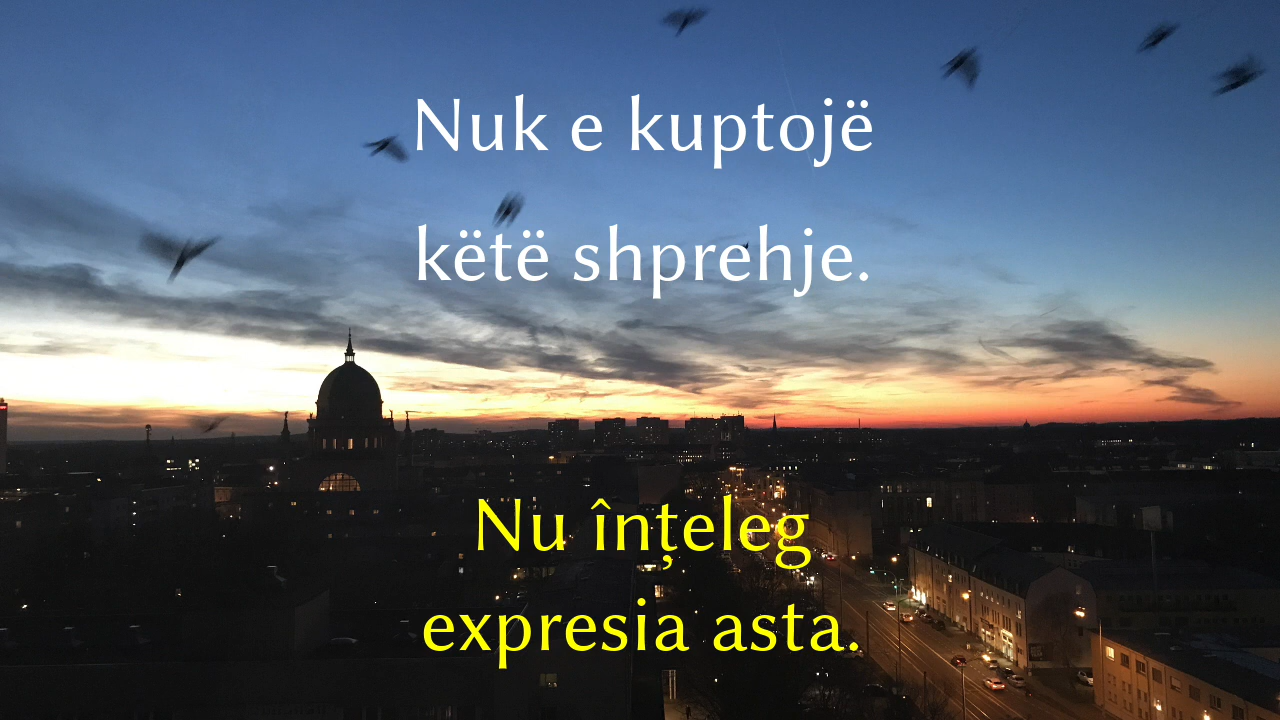 Nuk e kuptojë
këtë shprehje.
Nu înțeleg
expresia asta.